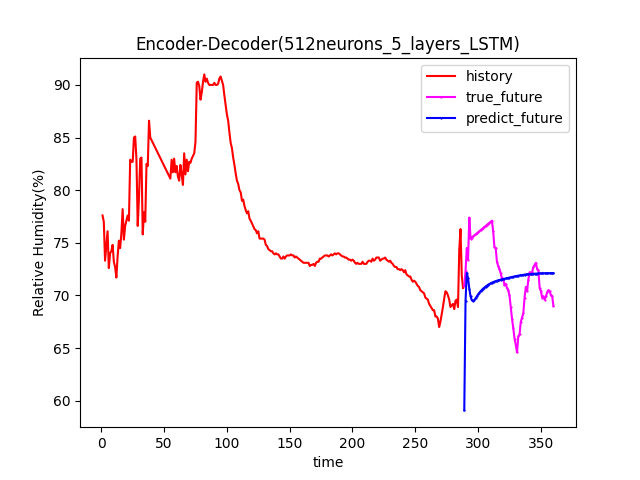 Encoder-Decoder(512neurons_5_layers_LSTM)
history
true_future
predict_future
Relative Humidity(%)
90
85
80
75
70
65
60
0 50 100 150 200 250 300 350
time